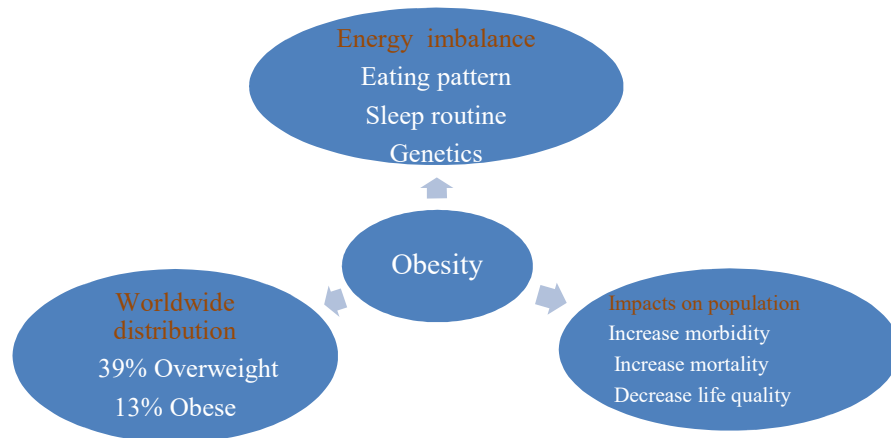 Energy imbalance
Eating pattern
Sleep routine
Genetics
Obesity
Worldwide
distribution
39% Overweight
13% Obese
Impacts on population
Increase morbidity
Increase mortality
Decrease life quality